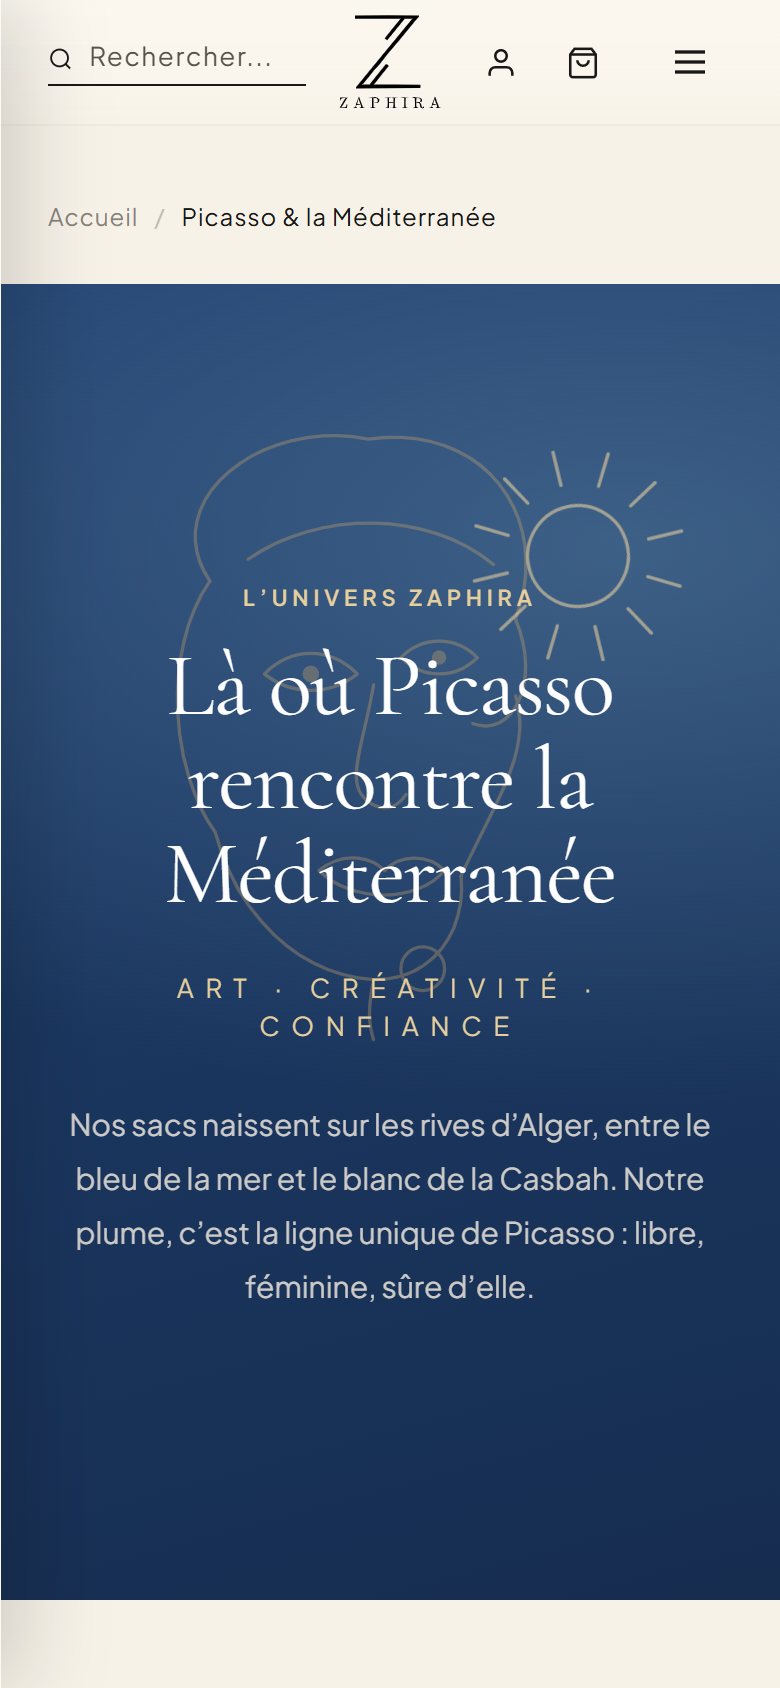 Rechercher...
Z
ZAPHIRA
Accueil / Picasso & la Méditerranée
L’UNIVERS ZAPHIRA
Là où Picasso
rencontre la
Méditerranée
ART · CRÉATIVITÉ ·
CONFIANCE
Nos sacs naissent sur les rives d’Alger, entre le
bleu de la mer et le blanc de la Casbah. Notre
plume, c’est la ligne unique de Picasso : libre,
féminine, sûre d’elle.